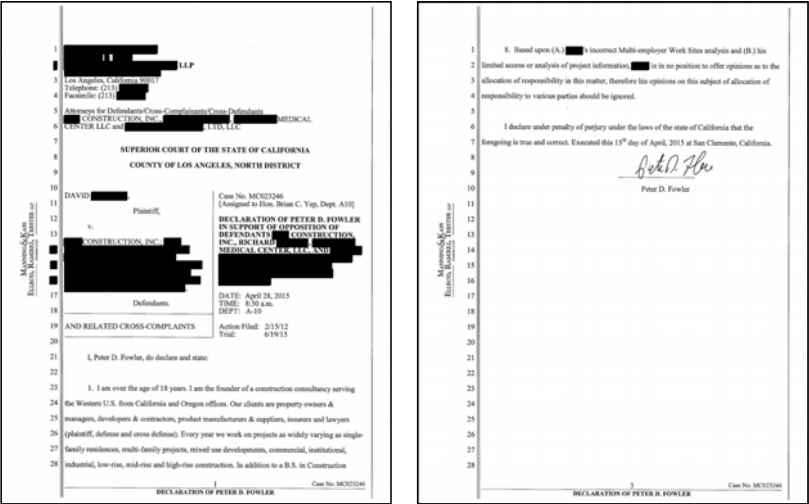 1
2
3 LLP
Los Angeles, California 90017
4 Telephone: (213)
Facsimile: (213)
5 Attorneys for Defendants/Cross-Complainants/Cross-Defendants
CONSTRUCTION, INC., MEDICAL
6 CENTER LLC and , LTD, LLC
7 SUPERIOR COURT OF THE STATE OF CALIFORNIA
8 COUNTY OF LOS ANGELES, NORTH DISTRICT
9
10 DAVID ,
11 Plaintiff,
12 v.
13 CONSTRUCTION, INC.;
17 Defendants.
18
19 AND RELATED CROSS-COMPLAINTS
Case No. MC023246
[Assigned to Hon. Brian C. Yep, Dept. A10]
DECLARATION OF PETER D. FOWLER
IN SUPPORT OF OPPOSITION OF
DEFENDANTS CONSTRUCTION,
INC., RICHARD ,
MEDICAL CENTER, LLC, AND
DATE: April 28, 2015
TIME: 8:30 a.m.
DEPT: A-10
Action Filed: 2/15/12
Trial: 6/19/15
20
21 I, Peter D. Fowler, do declare and state:
22
23 1. I am over the age of 18 years. I am the founder of a construction consultancy serving
24 the Western U.S. from California and Oregon offices. Our clients are property owners &
25 managers, developers & contractors, product manufacturers & suppliers, insurers and lawyers
26 (plaintiff, defense and cross defense). Every year we work on projects as widely varying as single-
27 family residences, multi-family projects, mixed use developments, commercial, institutional,
28 industrial, low-rise, mid-rise and high-rise construction. In addition to a B.S. in Construction
1
Case No. MC023246
DECLARATION OF PETER D. FOWLER
MANNING & KASS
ELLROD, RAMIREZ, TRESTER LLP
1 8. Based upon (A.) 's incorrect Multi-employer Work Sites analysis and (B.) his
2 limited access or analysis of project information, is in no position to offer opinions as to the
3 allocation of responsibility in this matter, therefore his opinions on this subject of allocation of
4 responsibility to various parties should be ignored.
5
6 I declare under penalty of perjury under the laws of the state of California that the
7 foregoing is true and correct. Executed this 15th day of April, 2015 at San Clemente, California.
8
9
10 Peter D. Fowler
11
12
13
14
15
16
17
18
19
20
21
22
23
24
25
26
27
28
3
Case No. MC023246
DECLARATION OF PETER D. FOWLER
MANNING & KASS
ELLROD, RAMIREZ, TRESTER LLP